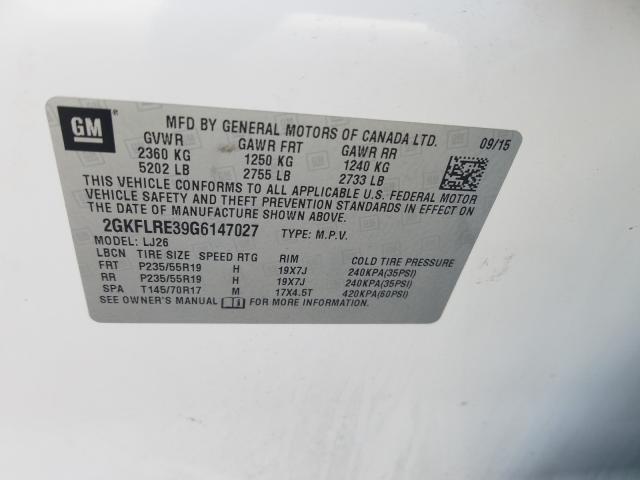 GM ®
MFD BY GENERAL MOTORS OF CANADA LTD.
09/15
GVWR GAWR FRT GAWR RR
2360 KG 1250 KG 1240 KG
5202 LB 2755 LB 2733 LB
THIS VEHICLE CONFORMS TO ALL APPLICABLE U.S. FEDERAL MOTOR
VEHICLE SAFETY AND THEFT PREVENTION STANDARDS IN EFFECT ON
THE DATE OF MANUFACTURE SHOWN ABOVE.
2GKFLRE39G6147027 TYPE: M.P.V.
MODEL: LJ26
LBCN TIRE SIZE SPEED RTG RIM COLD TIRE PRESSURE
FRT P235/55R19 H 19X7J 240KPA(35PSI)
RR P235/55R19 H 19X7J 240KPA(35PSI)
SPA T145/70R17 M 17X4.5T 420KPA(60PSI)
SEE OWNER'S MANUAL FOR MORE INFORMATION.